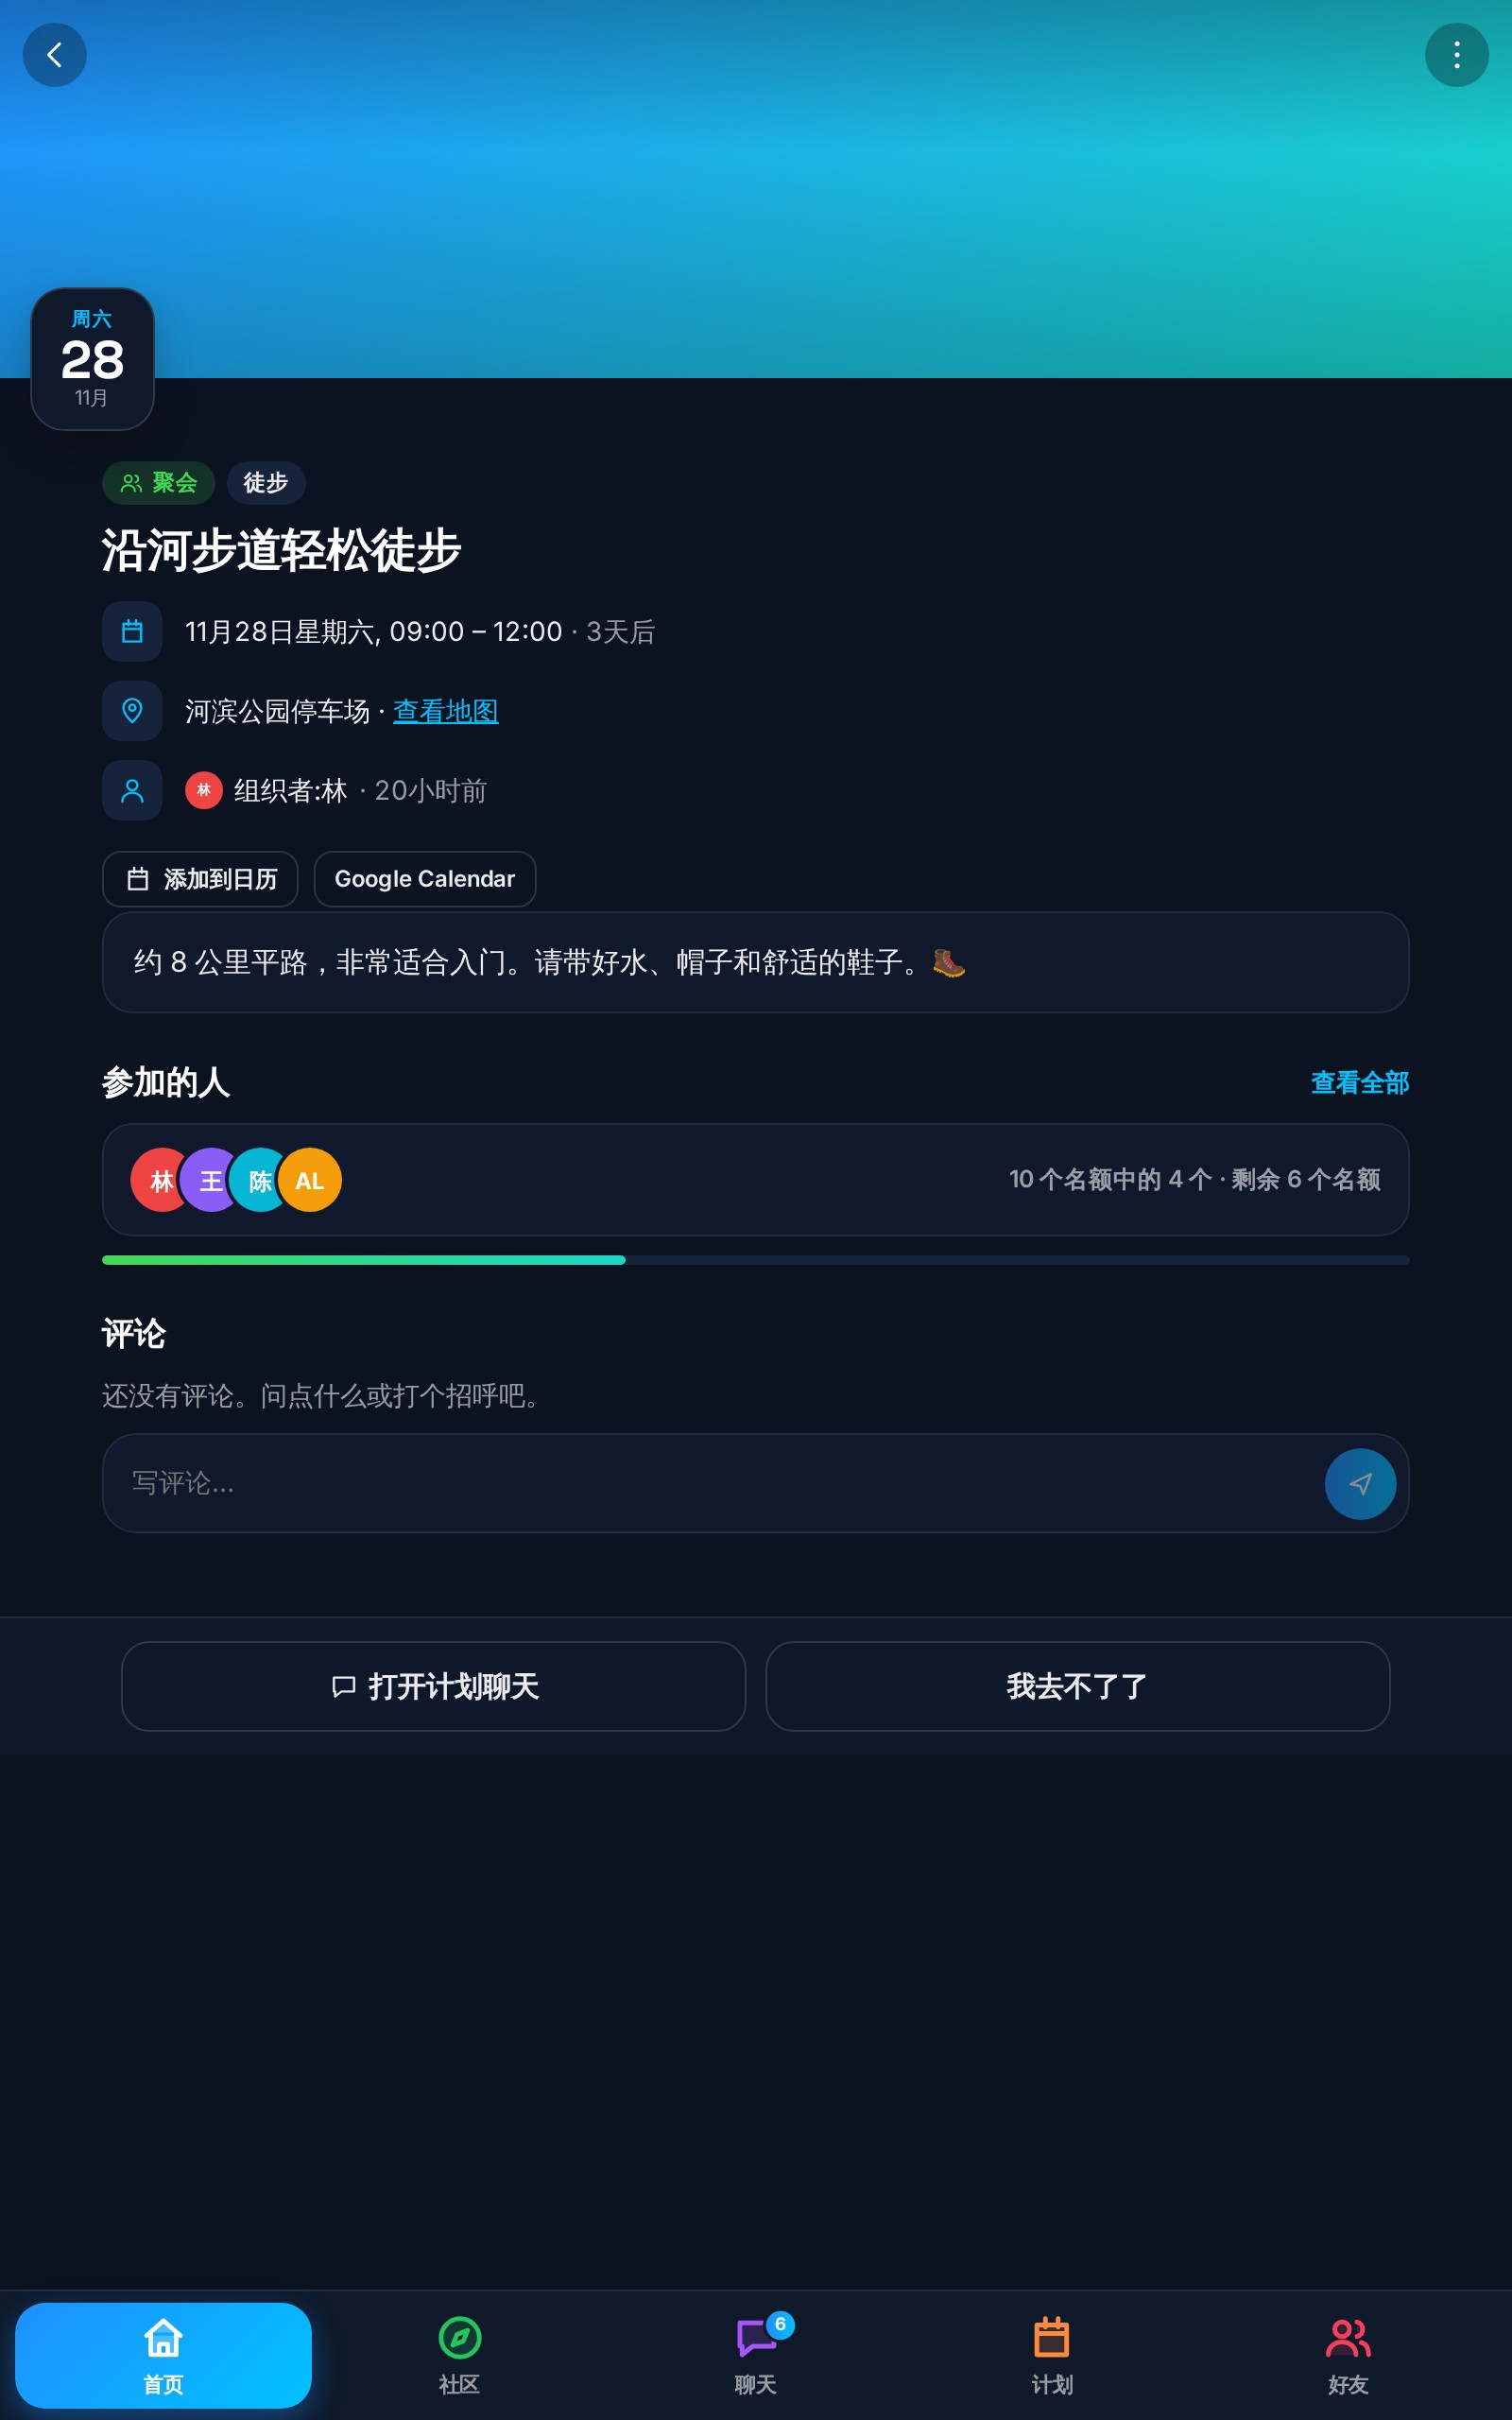 周六
28
11月
聚会 徒步
沿河步道轻松徒步
11月28日星期六, 09:00 – 12:00 · 3天后
河滨公园停车场 · 查看地图
林 组织者:林 · 20小时前
添加到日历 Google Calendar
约 8 公里平路，非常适合入门。请带好水、帽子和舒适的鞋子。🥾
参加的人 查看全部
林 王 陈 AL 10 个名额中的 4 个 · 剩余 6 个名额
评论
还没有评论。问点什么或打个招呼吧。
写评论...
打开计划聊天 我去不了了
6
首页 社区 聊天 计划 好友